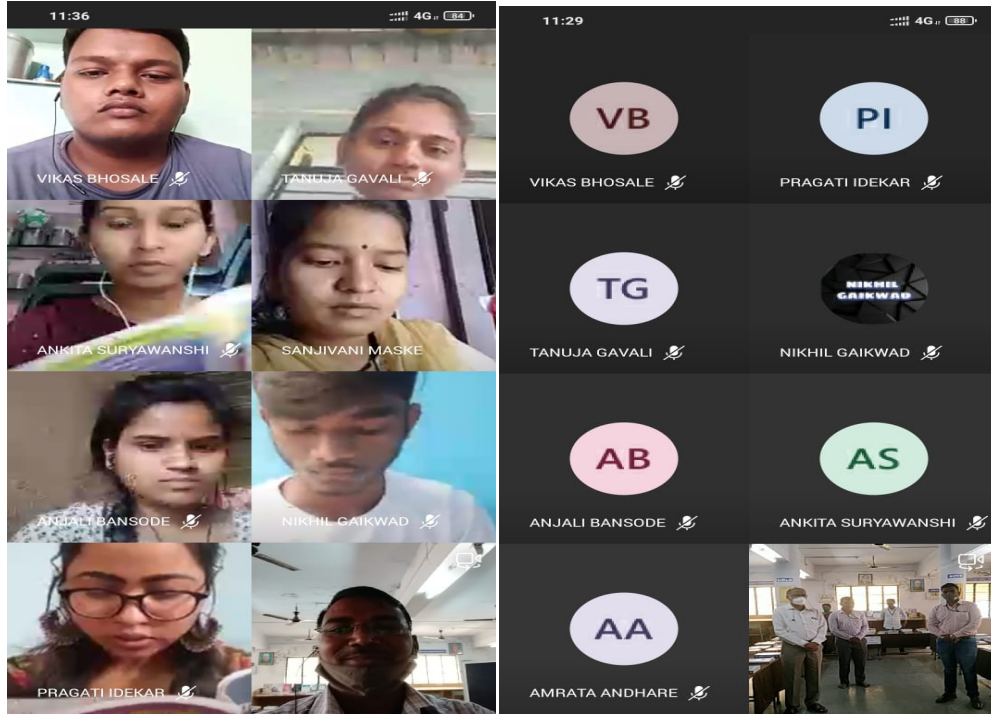 11:36 4G 84
VIKAS BHOSALE
TANUJA GAVALI
ANKITA SURYAWANSHI
SANJIVANI MASKE
ANJALI BANSODE
NIKHIL GAIKWAD
PRAGATI IDEKAR
11:29 4G 88
VB
PI
VIKAS BHOSALE
PRAGATI IDEKAR
TG
NIKHIL
GAIKWAD
TANUJA GAVALI
NIKHIL GAIKWAD
AB
AS
ANJALI BANSODE
ANKITA SURYAWANSHI
AA
AMRATA ANDHARE